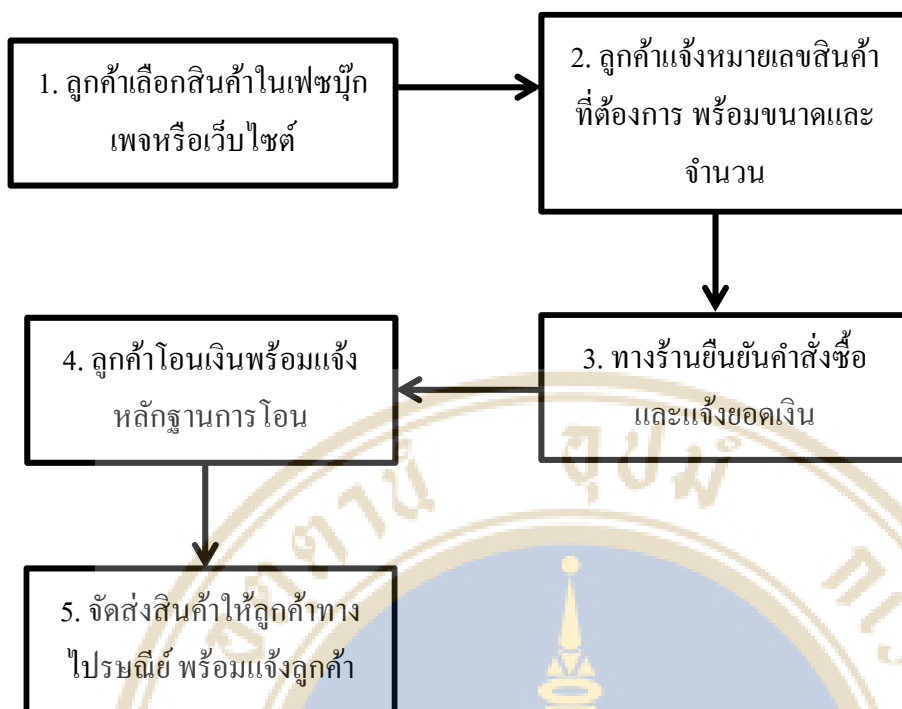 1. ลูกค้าเลือกสินค้าในเฟซบุ๊ก
เพจหรือเว็บไซต์
2. ลูกค้าแจ้งหมายเลขสินค้า
ที่ต้องการ พร้อมขนาดและ
จำนวน
3. ทางร้านยืนยันคำสั่งซื้อ
และแจ้งยอดเงิน
4. ลูกค้าโอนเงินพร้อมแจ้ง
หลักฐานการโอน
5. จัดส่งสินค้าให้ลูกค้าทาง
ไปรษณีย์ พร้อมแจ้งลูกค้า
อตฺตานํ อุปมํ